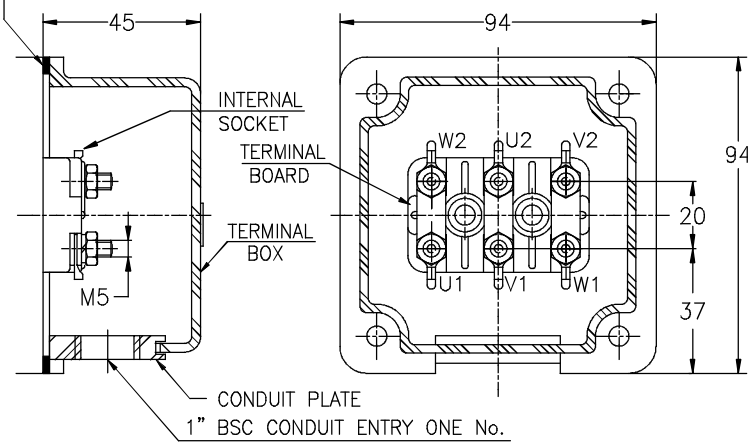 45
94
INTERNAL
SOCKET
W2 U2 V2
TERMINAL
BOARD
94
20
TERMINAL
BOX
U1 V1 W1
M5
37
CONDUIT PLATE
1" BSC CONDUIT ENTRY ONE No.